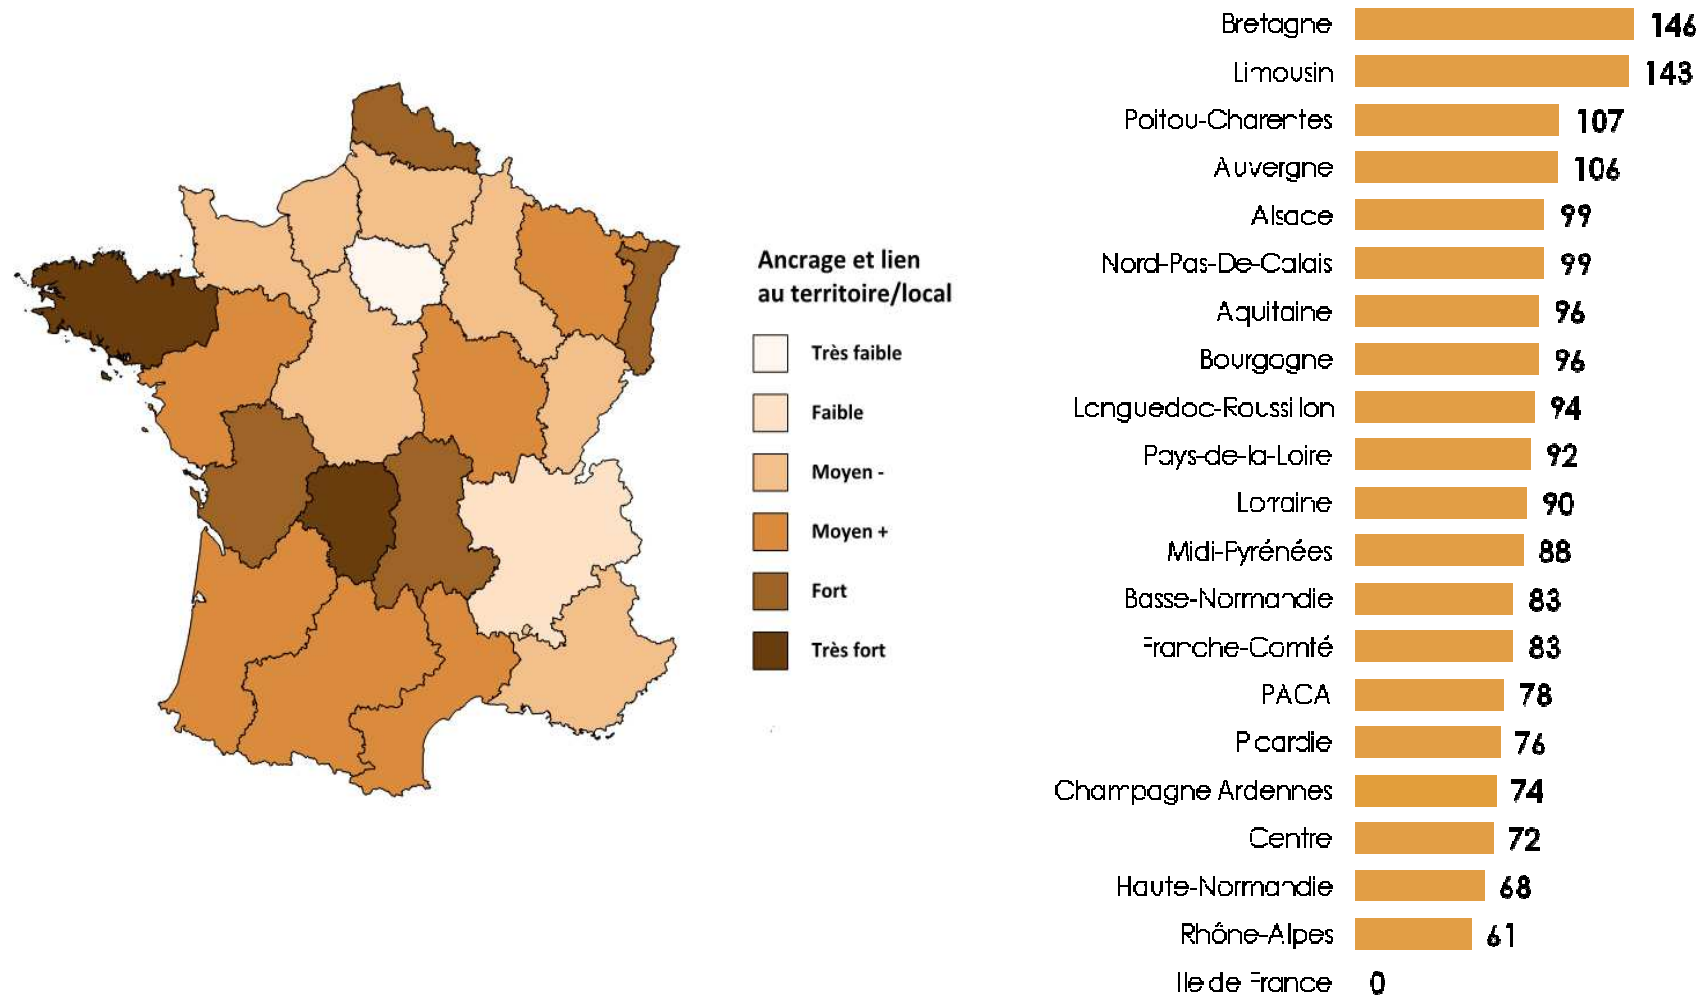 Ancrage et lien
au territoire/local
Très faible
Faible
Moyen -
Moyen +
Fort
Très fort
Bretagne 146
Limousin 143
Poitou-Charentes 107
Auvergne 106
Alsace 99
Nord-Pas-De-Calais 99
Aquitaine 96
Bourgogne 96
Languedoc-Roussillon 94
Pays-de-la-Loire 92
Lorraine 90
Midi-Pyrénées 88
Basse-Normandie 83
Franche-Comté 83
PACA 78
Picardie 76
Champagne Ardennes 74
Centre 72
Haute-Normandie 68
Rhône-Alpes 61
Ile de France 0